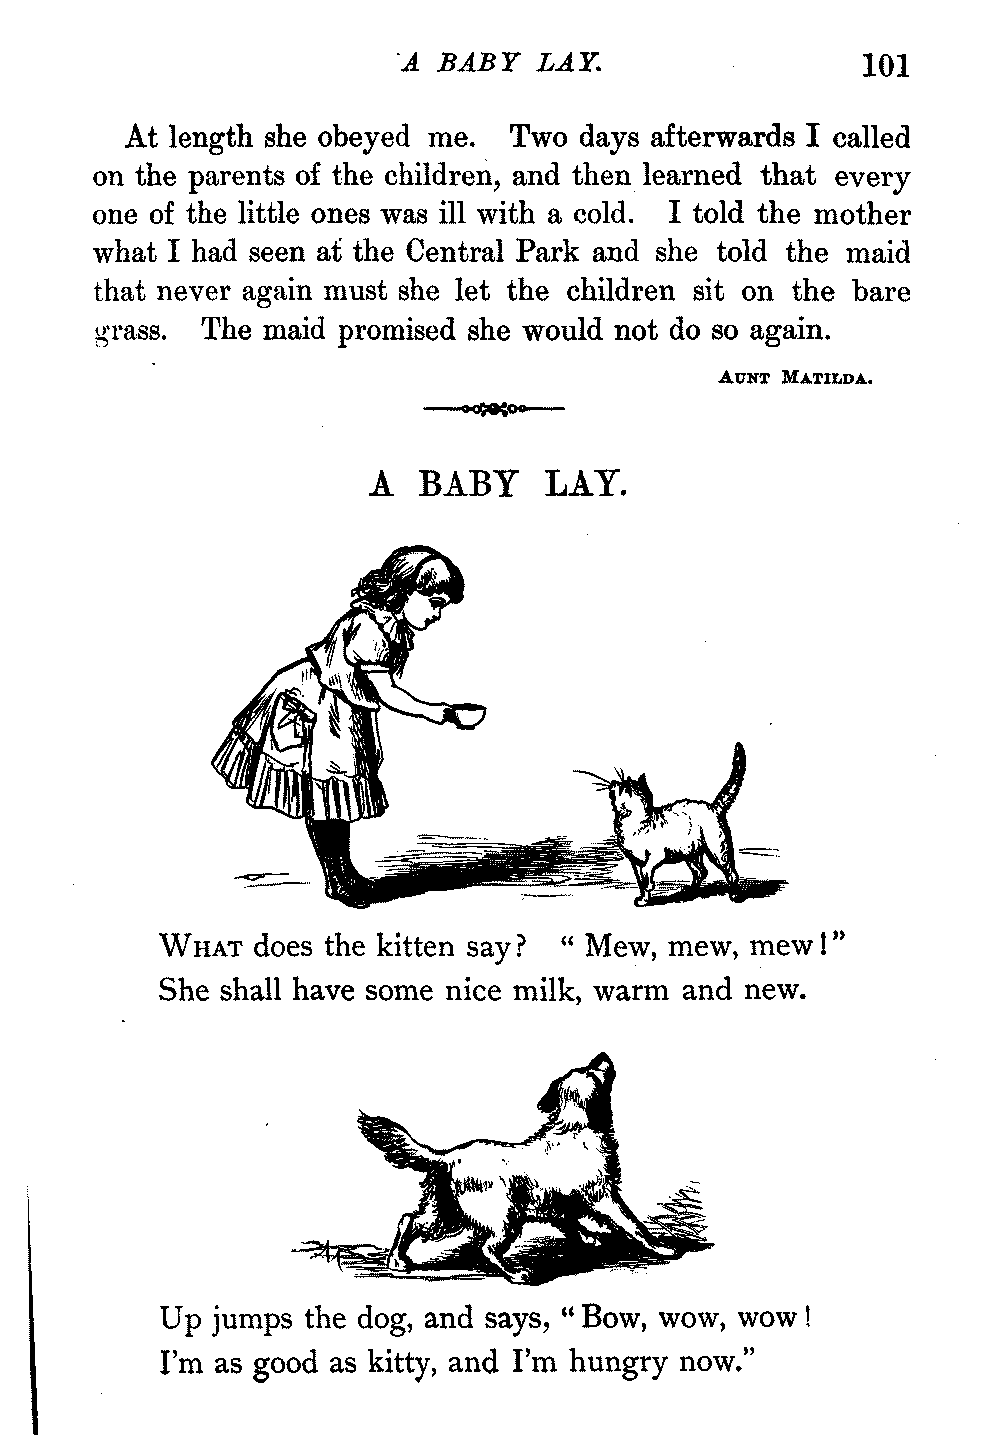 A BABY LAY. 101
At length she obeyed me. Two days afterwards I called
on the parents of the children, and then learned that every
one of the little ones was ill with a cold. I told the mother
what I had seen at the Central Park and she told the maid
that never again must she let the children sit on the bare
grass. The maid promised she would not do so again.
AUNT MATILDA.
A BABY LAY.
WHAT does the kitten say? “Mew, mew, mew!”
She shall have some nice milk, warm and new.
Up jumps the dog, and says, “Bow, wow, wow!
I'm as good as kitty, and I'm hungry now.”